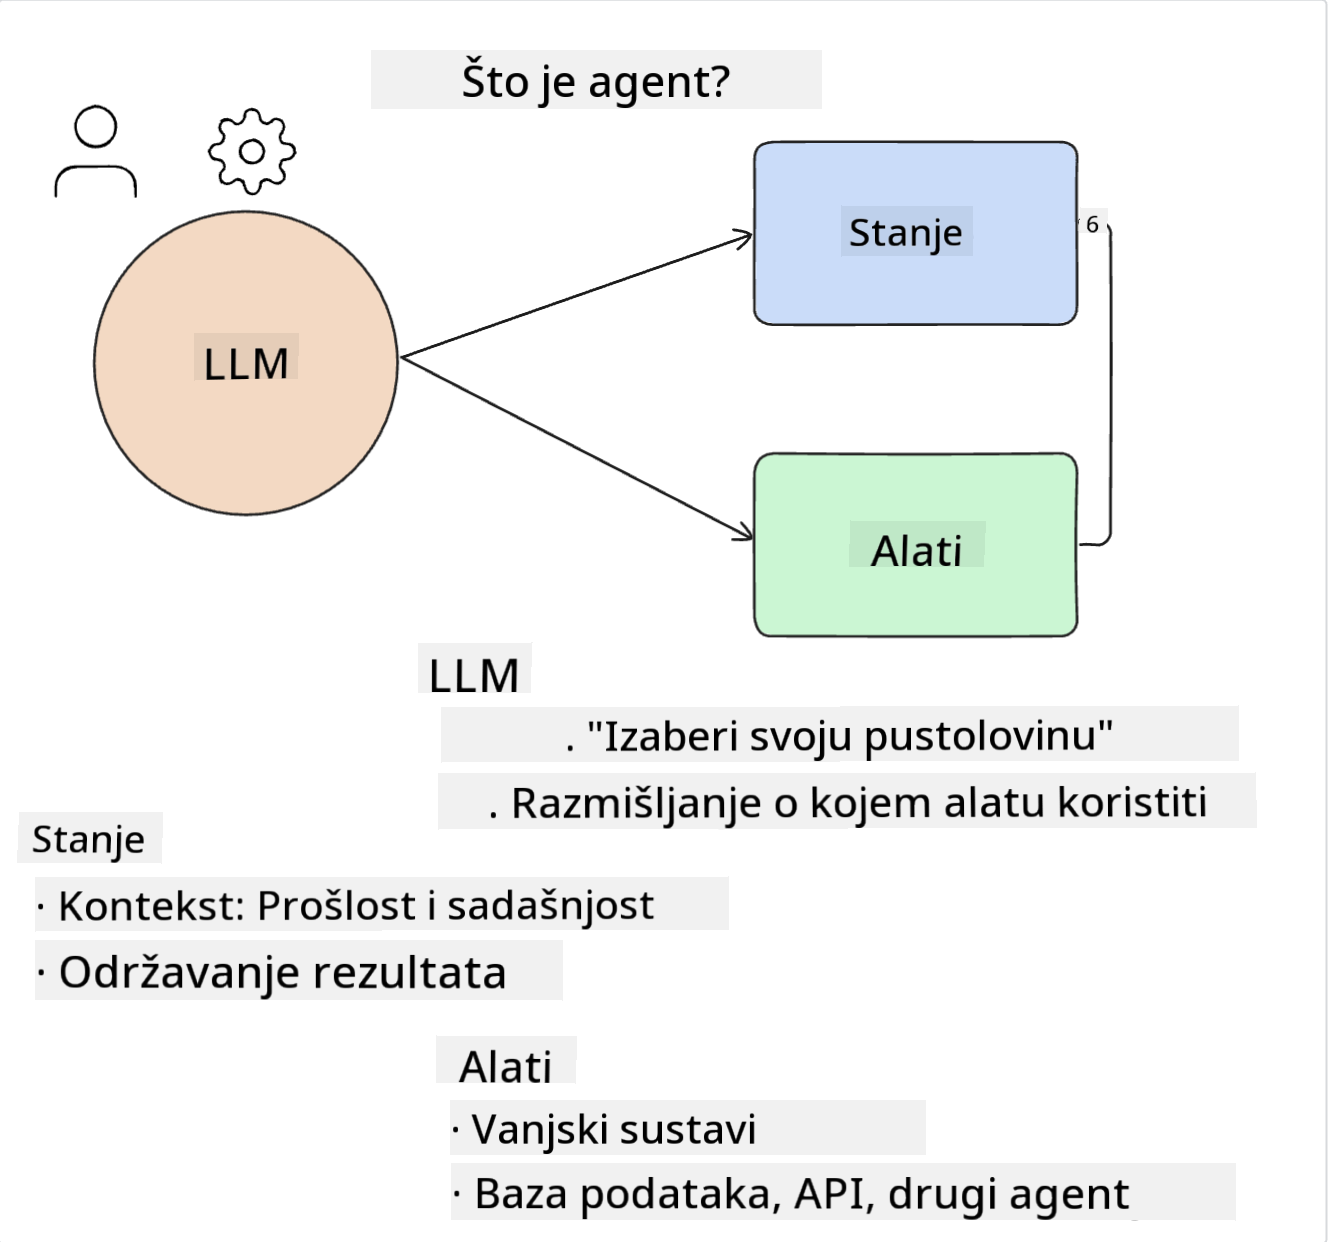 Što je agent?
Stanje
6
LLM
Alati
LLM
. "Izaberi svoju pustolovinu"
. Razmišljanje o kojem alatu koristiti
Stanje
· Kontekst: Prošlost i sadašnjost
· Održavanje rezultata
Alati
· Vanjski sustavi
· Baza podataka, API, drugi agent